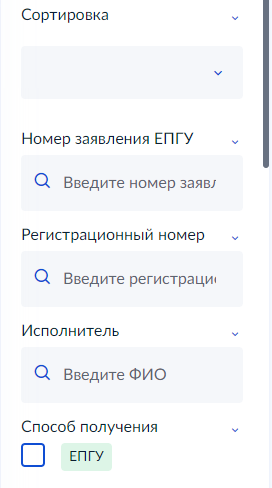 Сортировка
Номер заявления ЕПГУ
Введите номер заявл
Регистрационный номер
Введите регистраци
Исполнитель
Введите ФИО
Способ получения
ЕПГУ